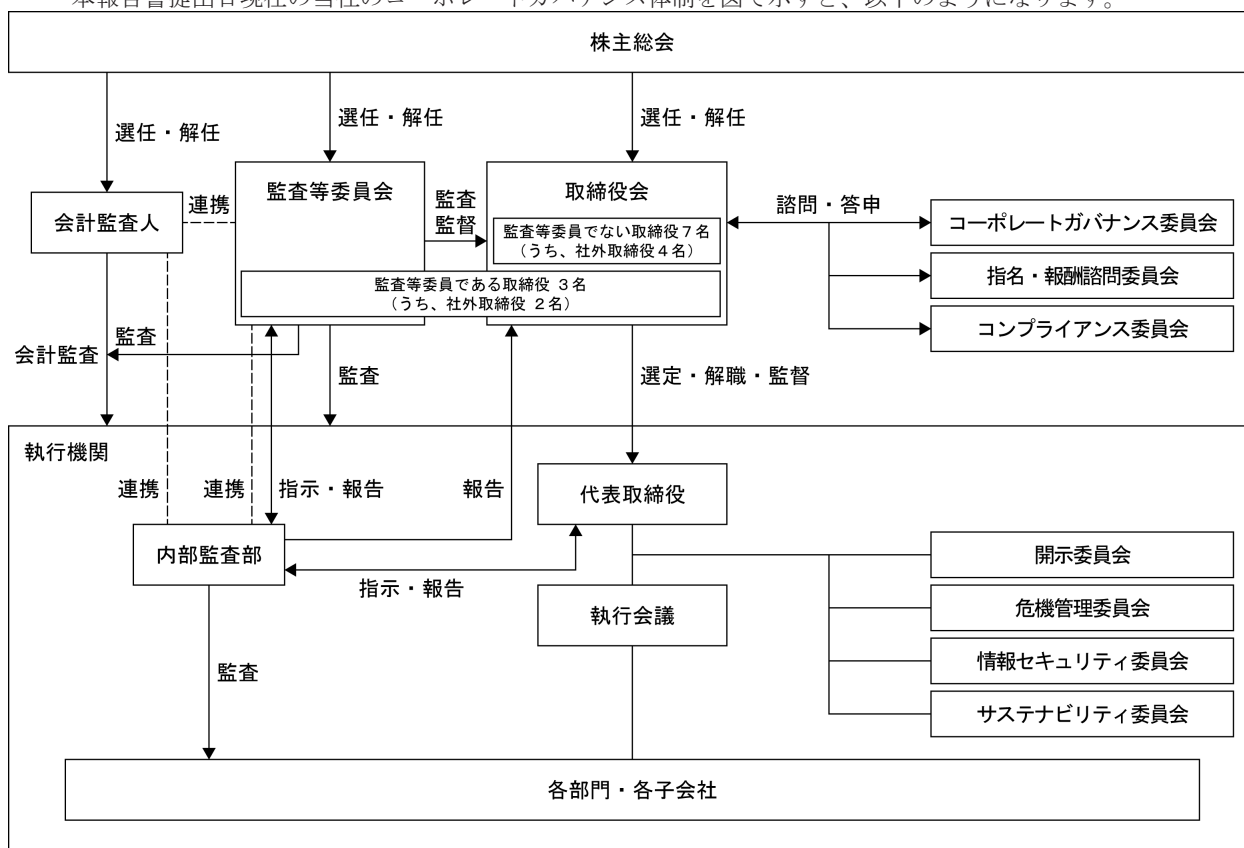 本報告書提出日現在の当社のコーポレートガバナンス体制を図で示すと、以下のようになります。
株主総会
選任・解任
選任・解任
選任・解任
会計監査人
連携
監査等委員会
監査
監督
取締役会
監査等委員でない取締役7名
（うち、社外取締役4名）
監査等委員である取締役 3名
（うち、社外取締役 2名）
諮問・答申
コーポレートガバナンス委員会
指名・報酬諮問委員会
コンプライアンス委員会
会計監査
監査
監査
選定・解職・監督
執行機関
連携
連携
指示・報告
報告
代表取締役
内部監査部
指示・報告
執行会議
開示委員会
危機管理委員会
情報セキュリティ委員会
サステナビリティ委員会
監査
各部門・各子会社